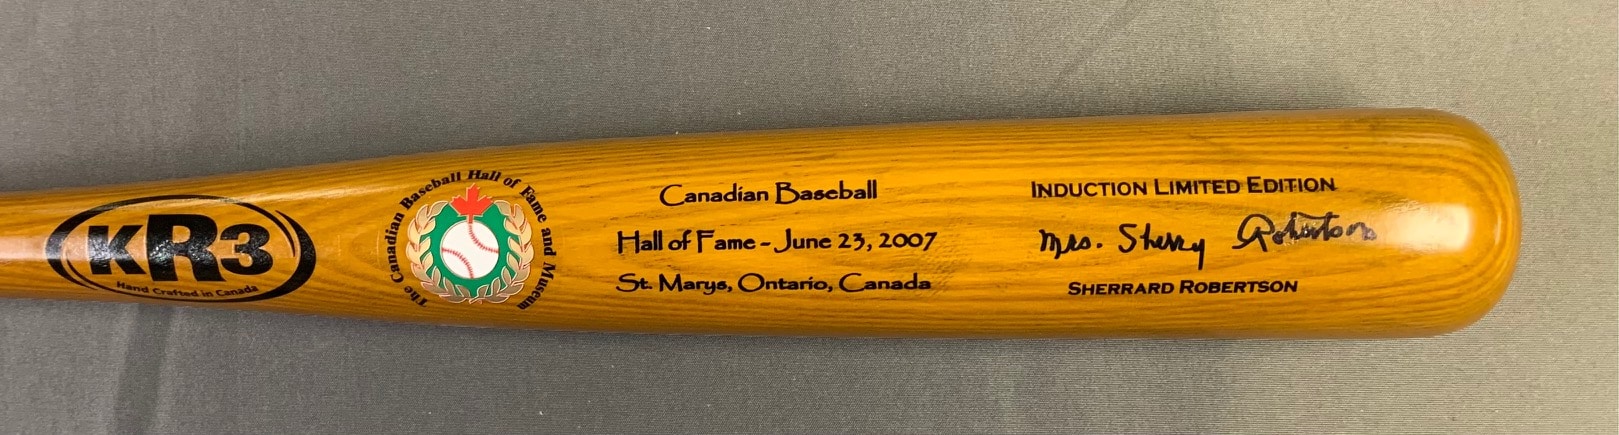 KR3
Hand Crafted in Canada
The Canadian Baseball Hall of Fame and Museum
Canadian Baseball
Hall of Fame - June 23, 2007
St. Marys, Ontario, Canada
INDUCTION LIMITED EDITION
Mrs. Sherry Robertson
SHERRARD ROBERTSON